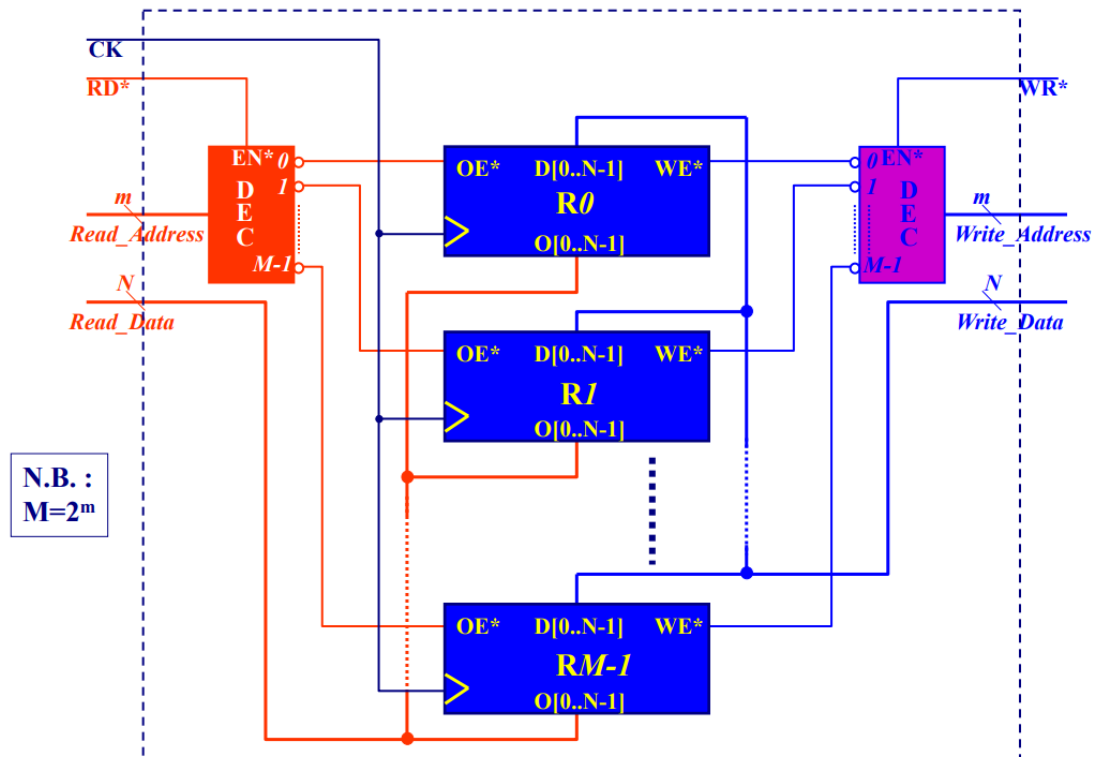 CK
RD*
WR*
EN* 0
1
D
E
C
M-1
m
Read_Address
N
Read_Data
OE* D[0..N-1] WE*
R0
O[0..N-1]
OE* D[0..N-1] WE*
R1
O[0..N-1]
OE* D[0..N-1] WE*
RM-1
O[0..N-1]
0 EN*
1
D
E
C
M-1
m
Write_Address
N
Write_Data
N.B. :
M=2ᵐ